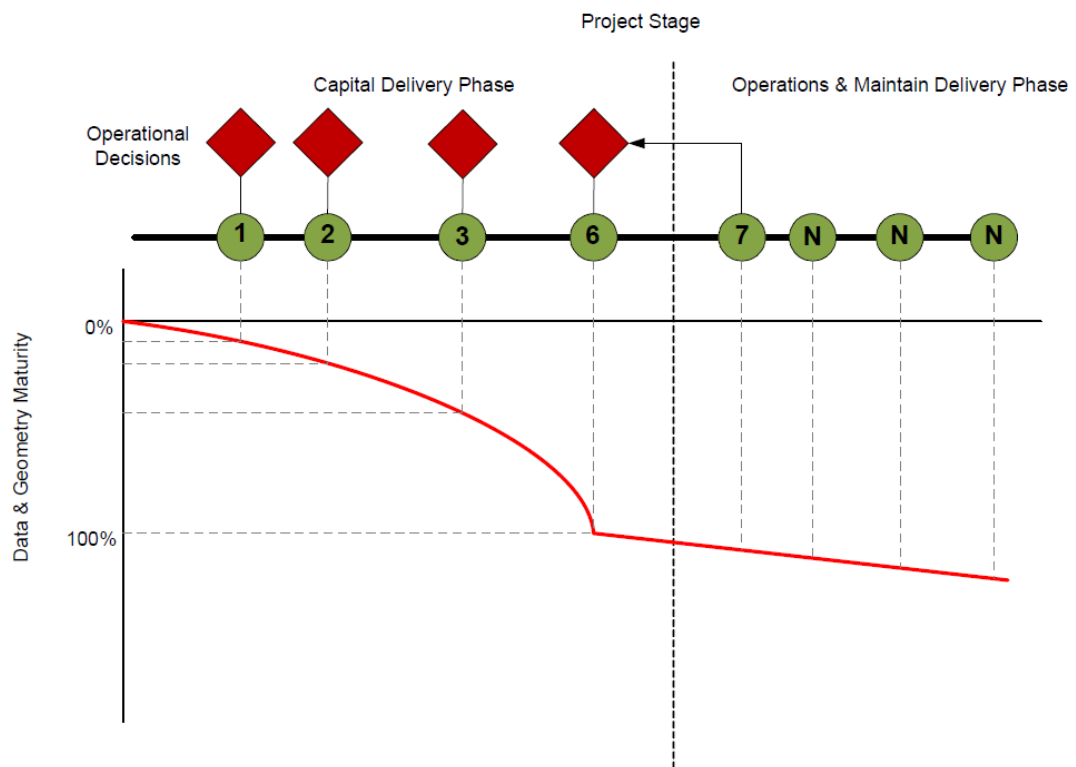 Project Stage
Capital Delivery Phase
Operations & Maintain Delivery Phase
Operational
Decisions
1
2
3
6
7
N
N
N
0%
100%
Data & Geometry Maturity